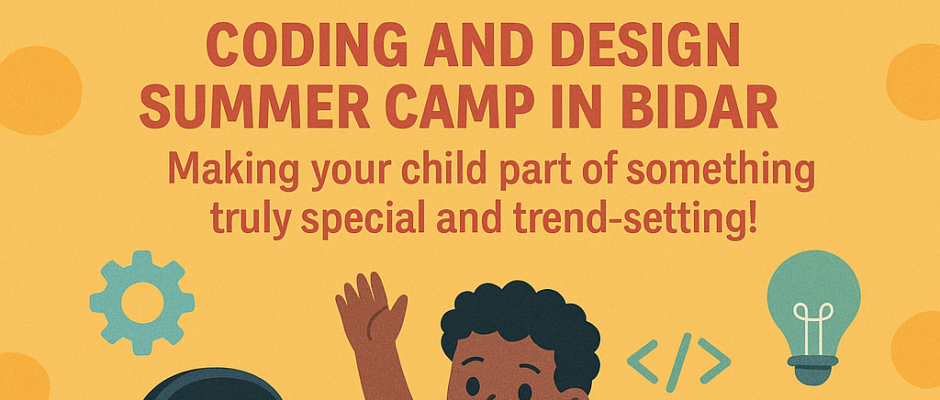 CODING AND DESIGN
SUMMER CAMP IN BIDAR
Making your child part of something
truly special and trend-setting!
</>